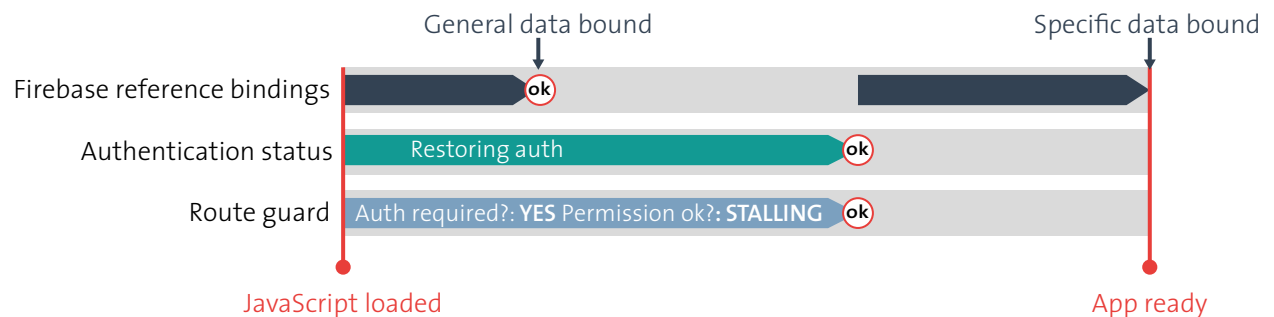 General data bound
Specific data bound
Firebase reference bindings
ok
Authentication status
Restoring auth
ok
Route guard
Auth required?: YES Permission ok?: STALLING
ok
JavaScript loaded
App ready